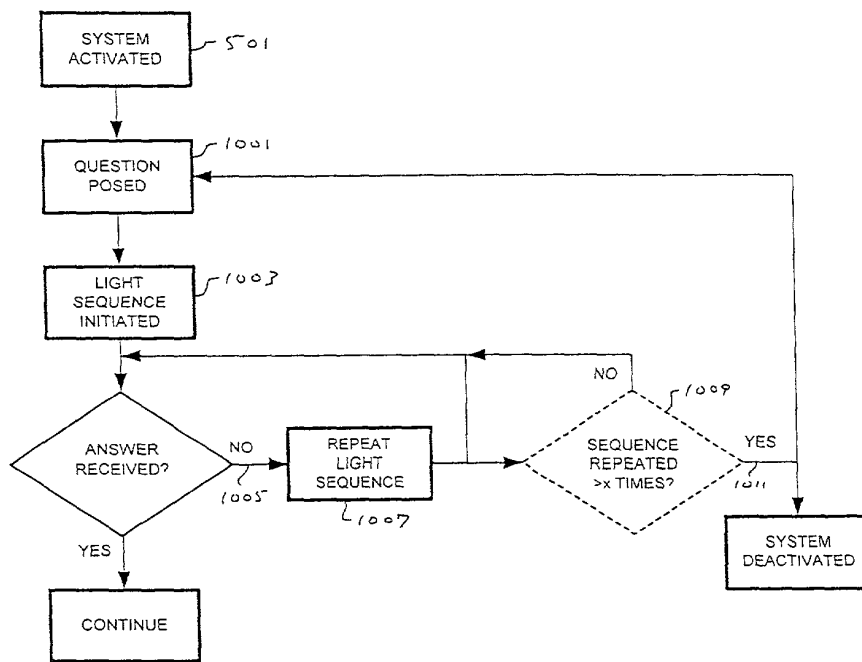 SYSTEM
ACTIVATED
501
1001
QUESTION
POSED
LIGHT
SEQUENCE
INITIATED
1003
NO
1009
ANSWER
RECEIVED?
NO
1005
REPEAT
LIGHT
SEQUENCE
1007
SEQUENCE
REPEATED
>x TIMES?
YES
1011
YES
SYSTEM
DEACTIVATED
CONTINUE